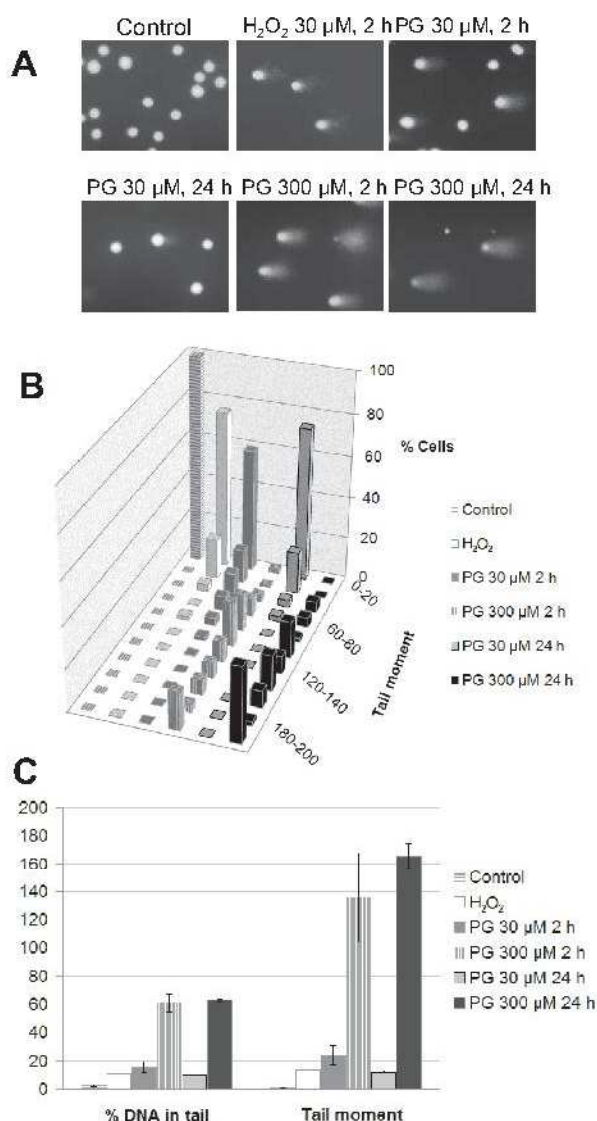 A
Control
H₂O₂ 30 µM, 2 h
PG 30 µM, 2 h
PG 30 µM, 24 h
PG 300 µM, 2 h
PG 300 µM, 24 h
B
100
80
60
40
20
0
% Cells
0-20
60-80
120-140
180-200
Tail moment
Control
H₂O₂
PG 30 µM 2 h
PG 300 µM 2 h
PG 30 µM 24 h
PG 300 µM 24 h
C
200
180
160
140
120
100
80
60
40
20
0
% DNA in tail
Tail moment
Control
H₂O₂
PG 30 µM 2 h
PG 300 µM 2 h
PG 30 µM 24 h
PG 300 µM 24 h